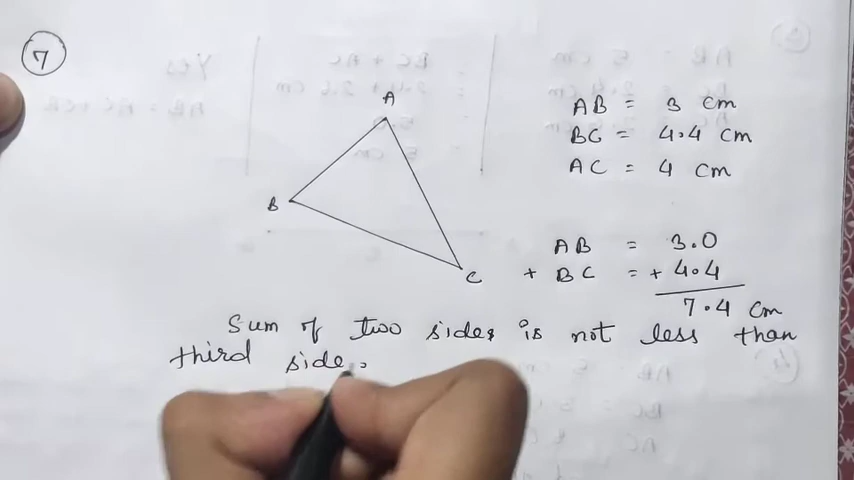 7
A
B
C
AB = 3 cm
BC = 4.4 cm
AC = 4 cm
AB = 3.0
+ BC = + 4.4
7.4 cm
Sum of two sides is not less than
third side.